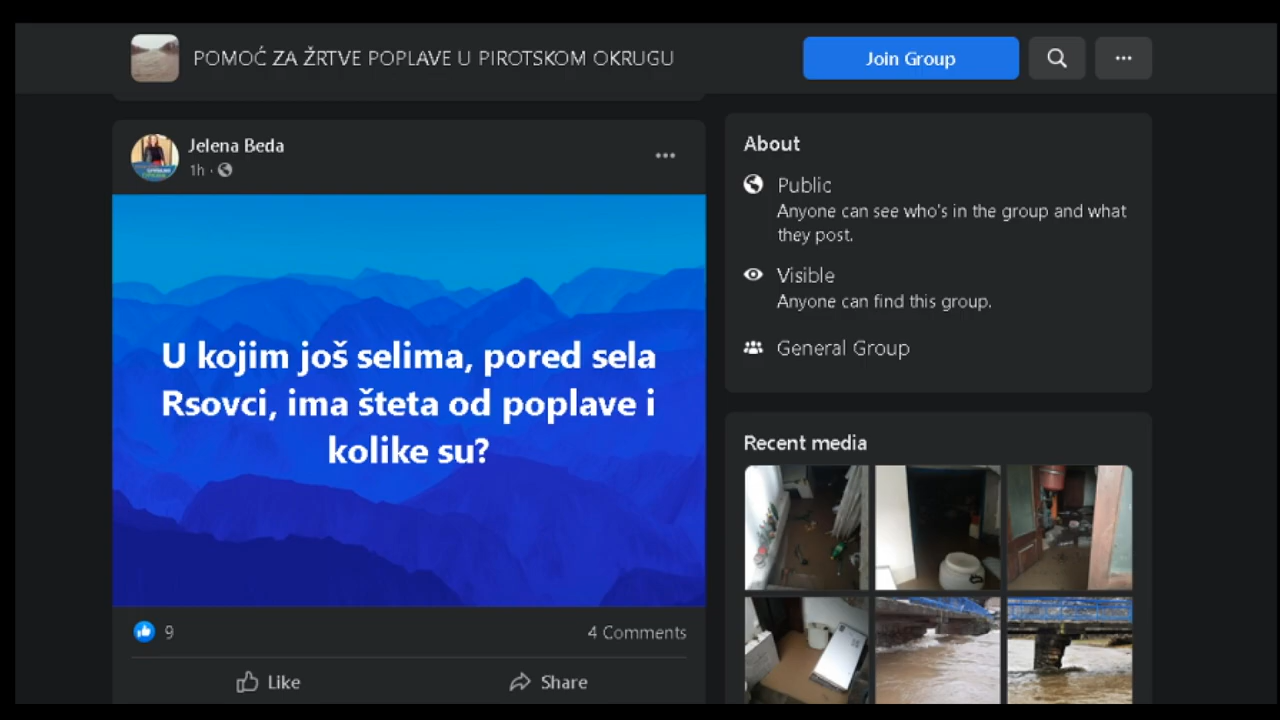 POMOĆ ZA ŽRTVE POPLAVE U PIROTSKOM OKRUGU
Join Group
Jelena Beda
1h ·
U kojim još selima, pored sela
Rsovci, ima šteta od poplave i
kolike su?
9
4 Comments
Like
Share
About
Public
Anyone can see who's in the group and what
they post.
Visible
Anyone can find this group.
General Group
Recent media